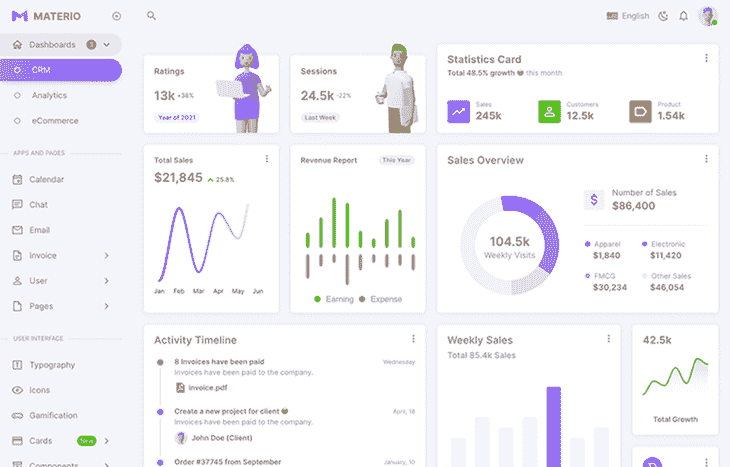 MATERIO
English
Dashboards 3
CRM
Analytics
eCommerce
APPS AND PAGES
Calendar
Chat
Email
Invoice
User
Pages
USER INTERFACE
Typography
Icons
Gamification
Cards New
Components
Ratings
13k +38%
Year of 2021
Sessions
24.5k -22%
Last Week
Statistics Card
Total 48.5% growth 😎 this month
Sales
245k
Customers
12.5k
Product
1.54k
Total Sales
$21,845 25.8%
Jan Feb Mar Apr May Jun
Revenue Report This Year
Earning Expense
Sales Overview
104.5k
Weekly Visits
$
Number of Sales
$86,400
Apparel
$1,840
Electronic
$11,420
FMCG
$30,234
Other Sales
$46,054
Activity Timeline
8 Invoices have been paid Wednesday
Invoices have been paid to the company.
invoice.pdf
Create a new project for client 😎 April, 18
Invoices have been paid to the company.
John Doe (Client)
Order #37745 from September January, 10
Weekly Sales
Total 85.4k Sales
42.5k
Total Growth